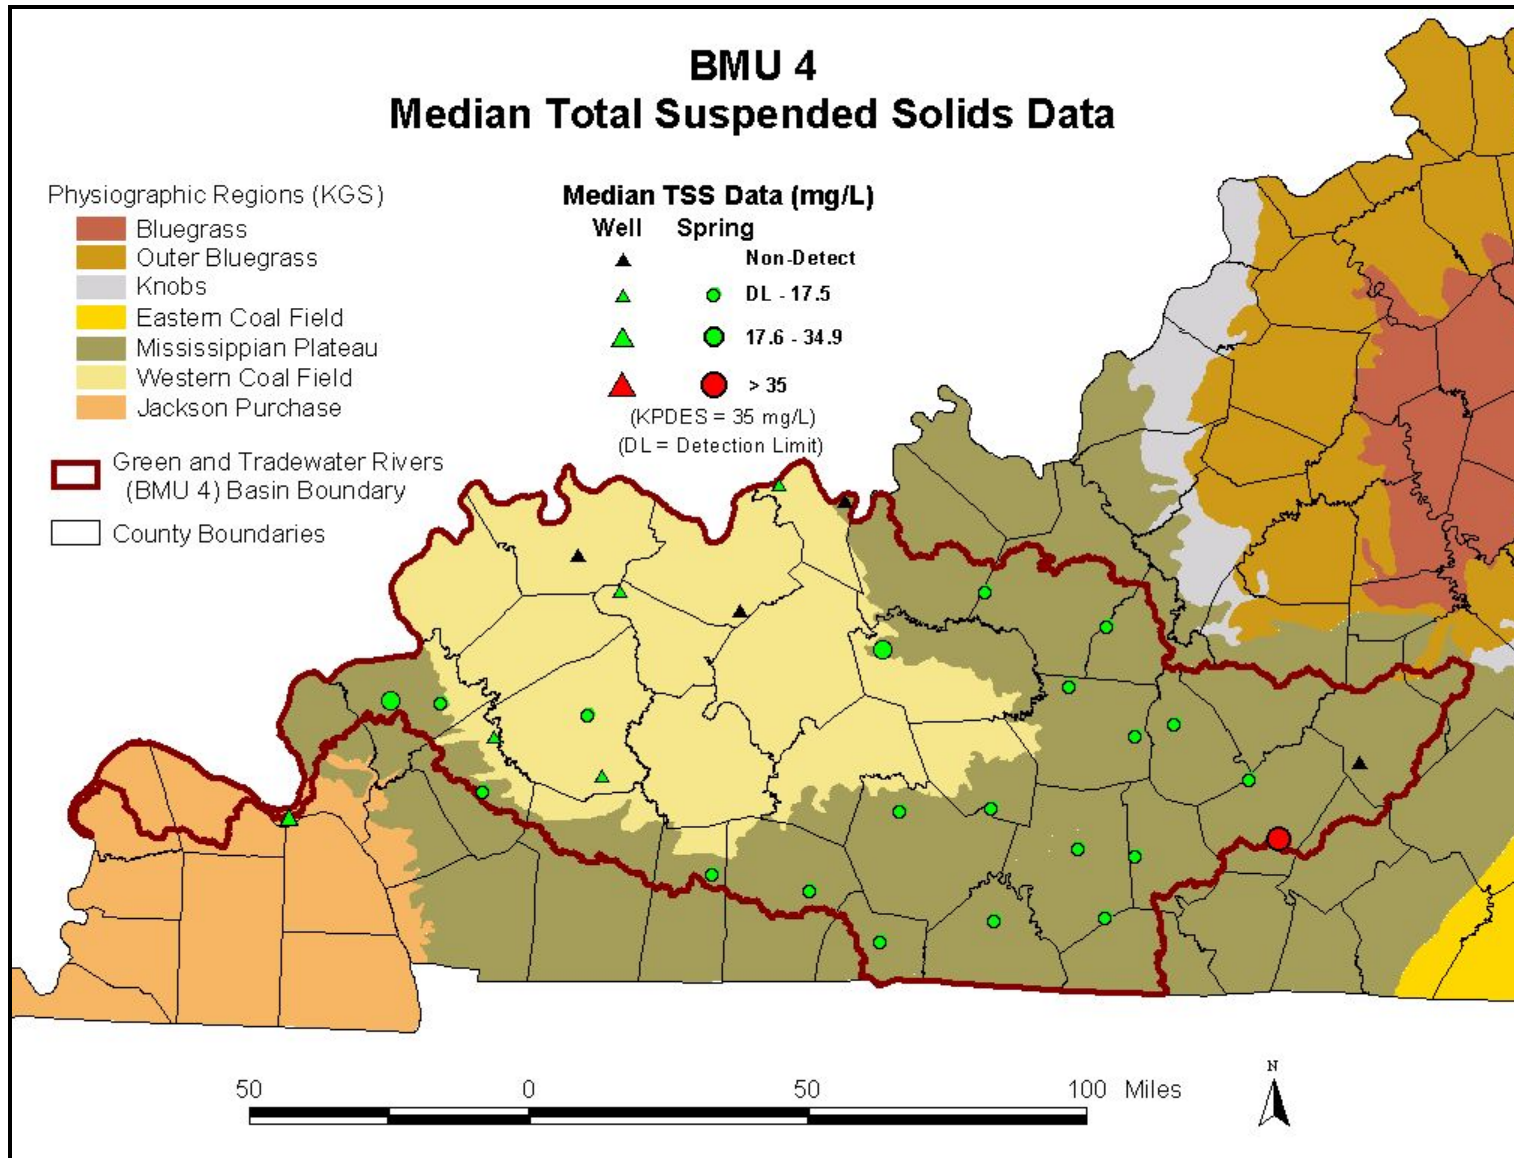 BMU 4
Median Total Suspended Solids Data
Physiographic Regions (KGS)
Bluegrass
Outer Bluegrass
Knobs
Eastern Coal Field
Mississippian Plateau
Western Coal Field
Jackson Purchase
Green and Tradewater Rivers
(BMU 4) Basin Boundary
County Boundaries
Median TSS Data (mg/L)
Well Spring
Non-Detect
DL - 17.5
17.6 - 34.9
> 35
(KPDES = 35 mg/L)
(DL = Detection Limit)
50 0 50 100 Miles
N